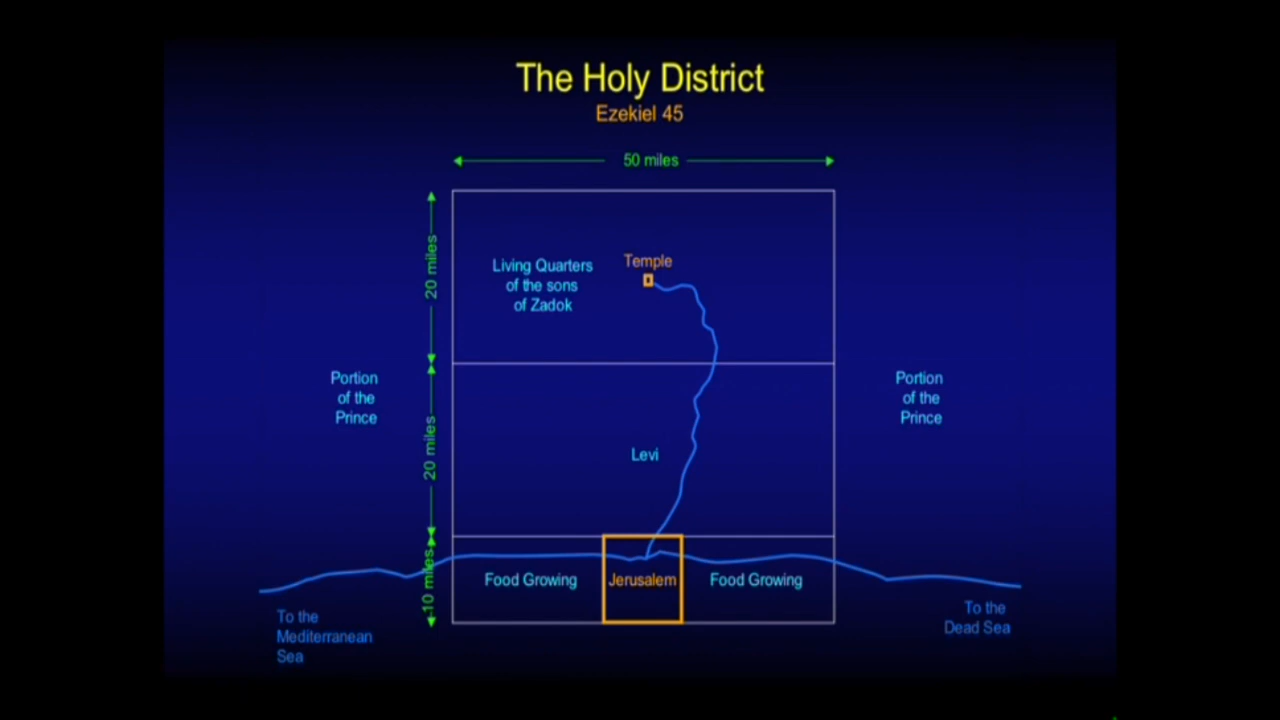 The Holy District
Ezekiel 45
50 miles
20 miles
Living Quarters
of the sons
of Zadok
Temple
Portion
of the
Prince
Portion
of the
Prince
20 miles
Levi
10 miles
Food Growing
Jerusalem
Food Growing
To the
Mediterranean
Sea
To the
Dead Sea